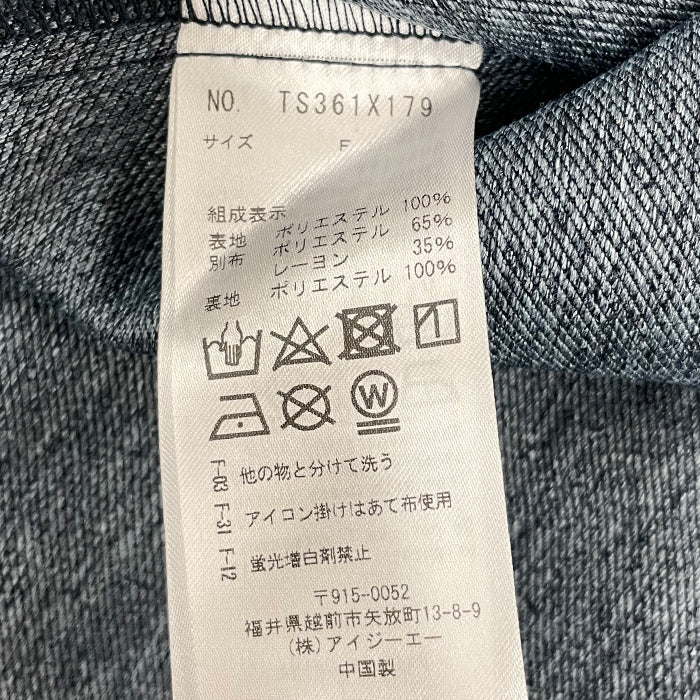 NO. TS361X179
サイズ F
組成表示
表地 ポリエステル 100%
別布 ポリエステル 65%
レーヨン 35%
裏地 ポリエステル 100%
W
F-03 他の物と分けて洗う
F-31 アイコン掛けはあて布使用
F-12 蛍光増白剤禁止
〒915-0052
福井県越前市矢放町13-8-9
(株)アイジーエー
中国製